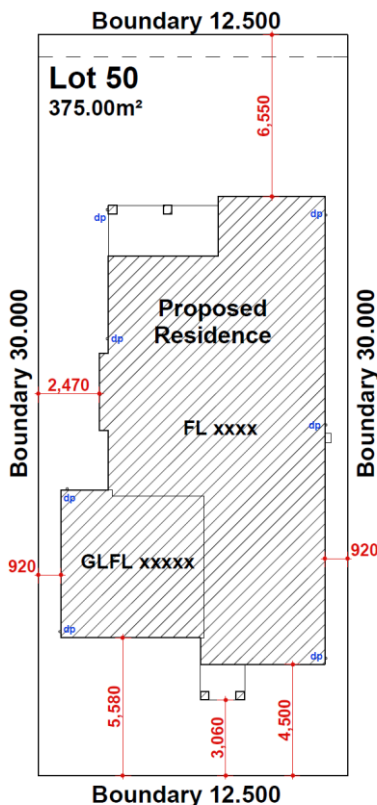 Boundary 12.500
Lot 50
375.00m²
6,550
dp
dp
Proposed
Residence
dp
Boundary 30.000
Boundary 30.000
2,470
FL xxxx
dp
dp
GLFL xxxxx
920
920
dp
dp
5,580
3,060
4,500
Boundary 12.500